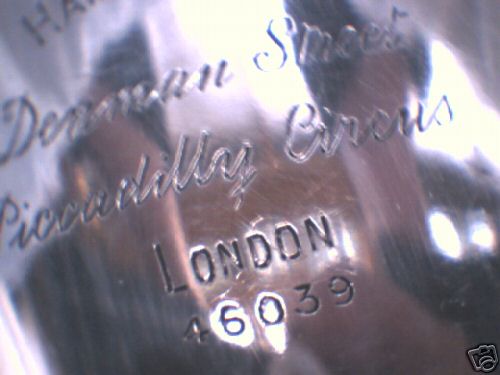 Denman Street
Piccadilly Circus
LONDON
46039